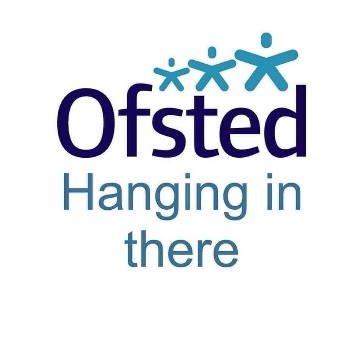 Ofsted
Hanging in
there